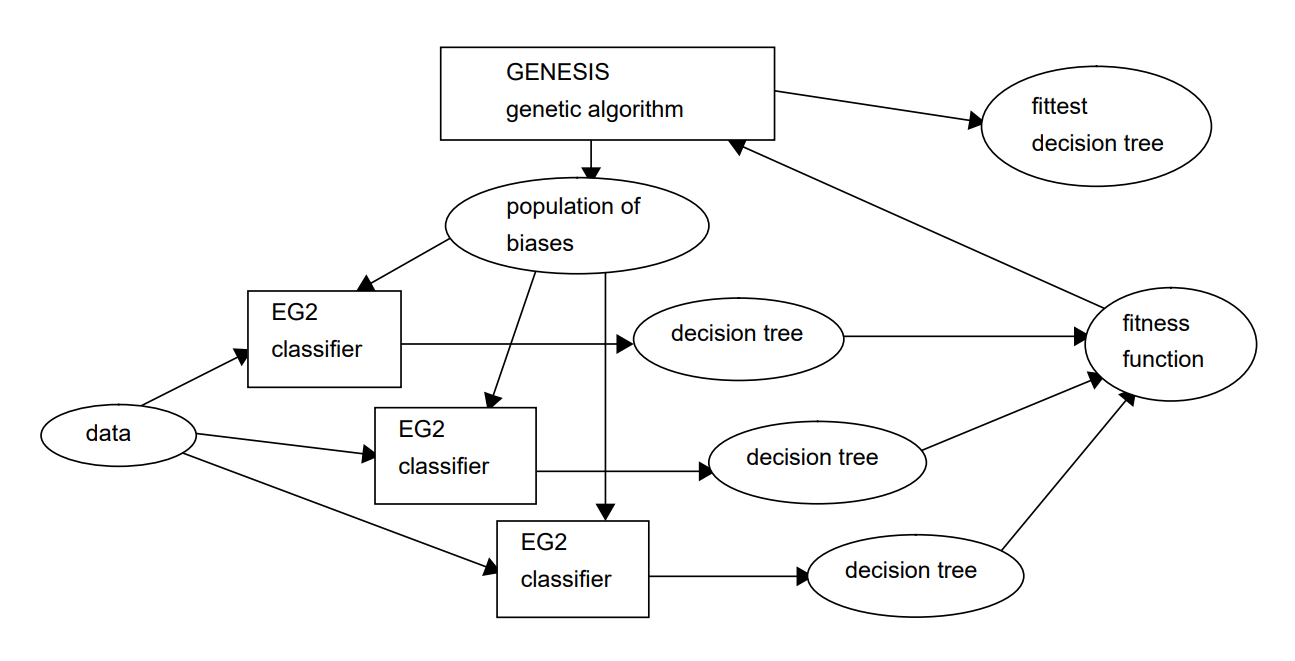 GENESIS
genetic algorithm
fittest
decision tree
population of
biases
EG2
classifier
decision tree
fitness
function
data
EG2
classifier
decision tree
EG2
classifier
decision tree